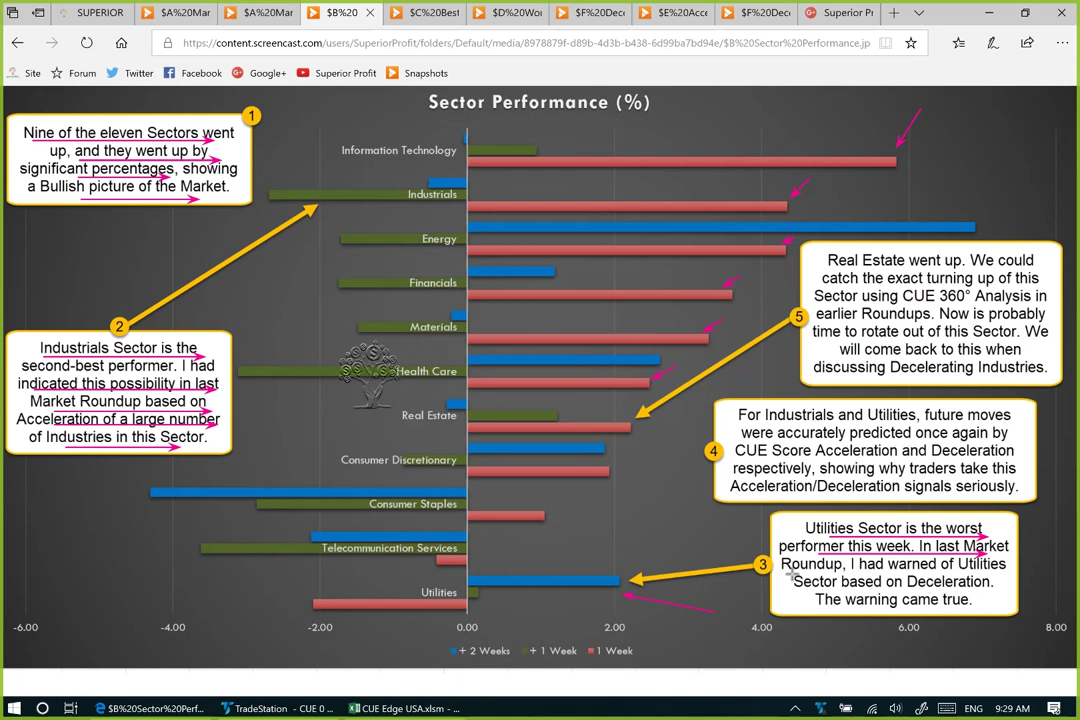 SUPERIOR
$A%20Mar
$A%20Mar
$B%20
$C%20Best
$D%20Wor
$F%20Dece
$E%20Acce
$F%20Dece
Superior Pr
https://content.screencast.com/users/SuperiorProfit/folders/Default/media/8978879f-d89b-4d3b-b438-6d99ba7bd94e/$B%20Sector%20Performance.jp
Site
Forum
Twitter
Facebook
Google+
Superior Profit
Snapshots
Sector Performance (%)
1
Nine of the eleven Sectors went
up, and they went up by
significant percentages, showing
a Bullish picture of the Market.
2
Industrials Sector is the
second-best performer. I had
indicated this possibility in last
Market Roundup based on
Acceleration of a large number
of Industries in this Sector.
Information Technology
Industrials
Energy
Financials
Materials
Health Care
Real Estate
Consumer Discretionary
Consumer Staples
Telecommunication Services
Utilities
5
Real Estate went up. We could
catch the exact turning up of this
Sector using CUE 360° Analysis in
earlier Roundups. Now is probably
time to rotate out of this Sector. We
will come back to this when
discussing Decelerating Industries.
4
For Industrials and Utilities, future moves
were accurately predicted once again by
CUE Score Acceleration and Deceleration
respectively, showing why traders take this
Acceleration/Deceleration signals seriously.
3
Utilities Sector is the worst
performer this week. In last Market
Roundup, I had warned of Utilities
Sector based on Deceleration.
The warning came true.
-6.00 -4.00 -2.00 0.00 2.00 4.00 6.00 8.00
+ 2 Weeks + 1 Week 1 Week
$B%20Sector%20Perf...
TradeStation - CUE 0 ...
CUE Edge USA.xlsm - ...
ENG
9:29 AM